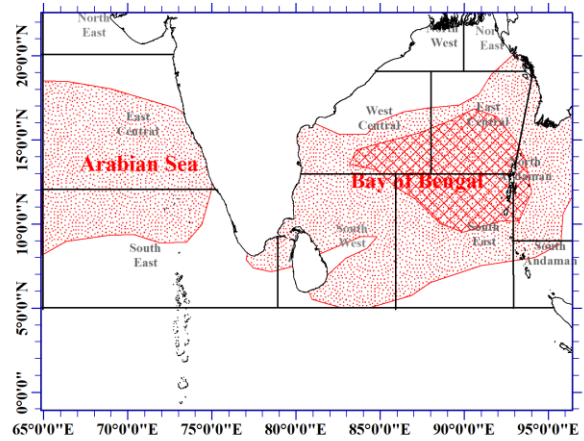 North
East
North
West
North
East
20°0'0"
15°0'0"
10°0'0"
5°0'0"
0°0'0"
East
Central
West
Central
East
Central
Arabian Sea
Bay of Bengal
North
Andaman
South
East
South
West
South
East
South
Andaman
65°0'0"E 70°0'0"E 75°0'0"E 80°0'0"E 85°0'0"E 90°0'0"E 95°0'0"E